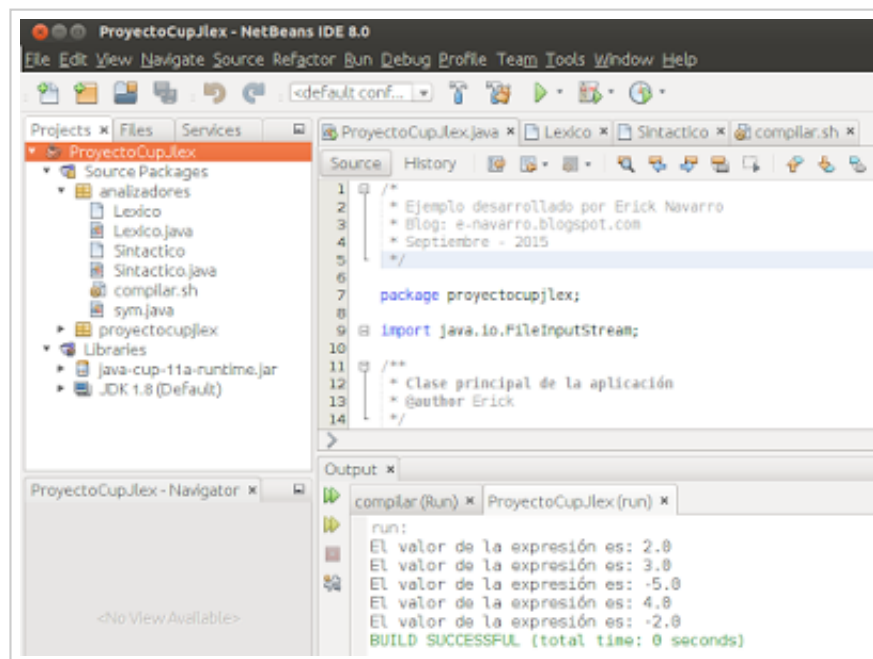 ProyectoCupJlex - NetBeans IDE 8.0
File Edit View Navigate Source Refactor Run Debug Profile Team Tools Window Help
<default conf...
Projects Files Services
ProyectoCupJlex
Source Packages
analizadores
Lexico
Lexico.java
Sintactico
Sintactico.java
compilar.sh
sym.java
proyectocupjlex
Libraries
java-cup-11a-runtime.jar
JDK 1.8 (Default)
ProyectoCupJlex - Navigator
<No View Available>
ProyectoCupJlex.java Lexico Sintactico compilar.sh
Source History
1 /*
2 * Ejemplo desarrollado por Erick Navarro
3 * Blog: e-navarro.blogspot.com
4 * Septiembre - 2015
5 */
6
7 package proyectocupjlex;
8
9 import java.io.FileInputStream;
10
11 /**
12 * Clase principal de la aplicación
13 * @author Erick
14 */
Output
compilar (Run) ProyectoCupJlex (run)
run:
El valor de la expresión es: 2.0
El valor de la expresión es: 3.0
El valor de la expresión es: -5.0
El valor de la expresión es: 4.0
El valor de la expresión es: -2.0
BUILD SUCCESSFUL (total time: 0 seconds)